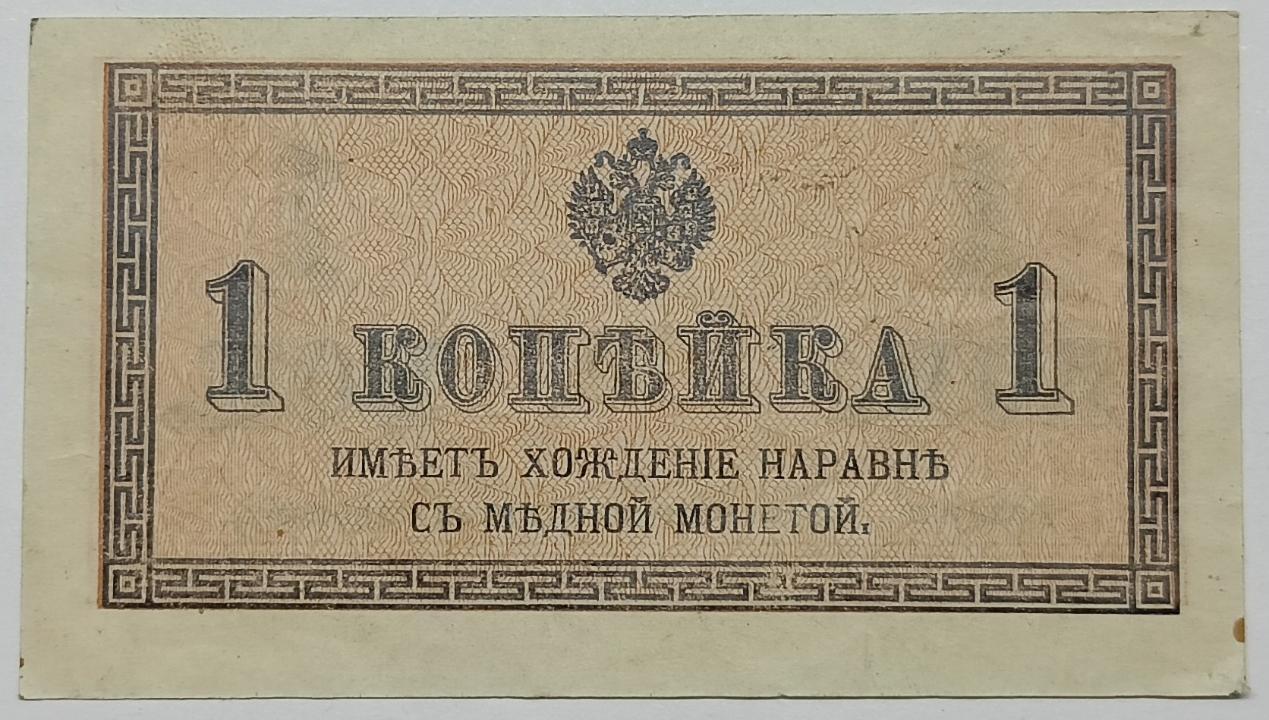 1 КОПѢЙКА 1
ИМѢЕТЪ ХОЖДЕНІЕ НАРАВНѢ
СЪ МѢДНОЙ МОНЕТОЙ.